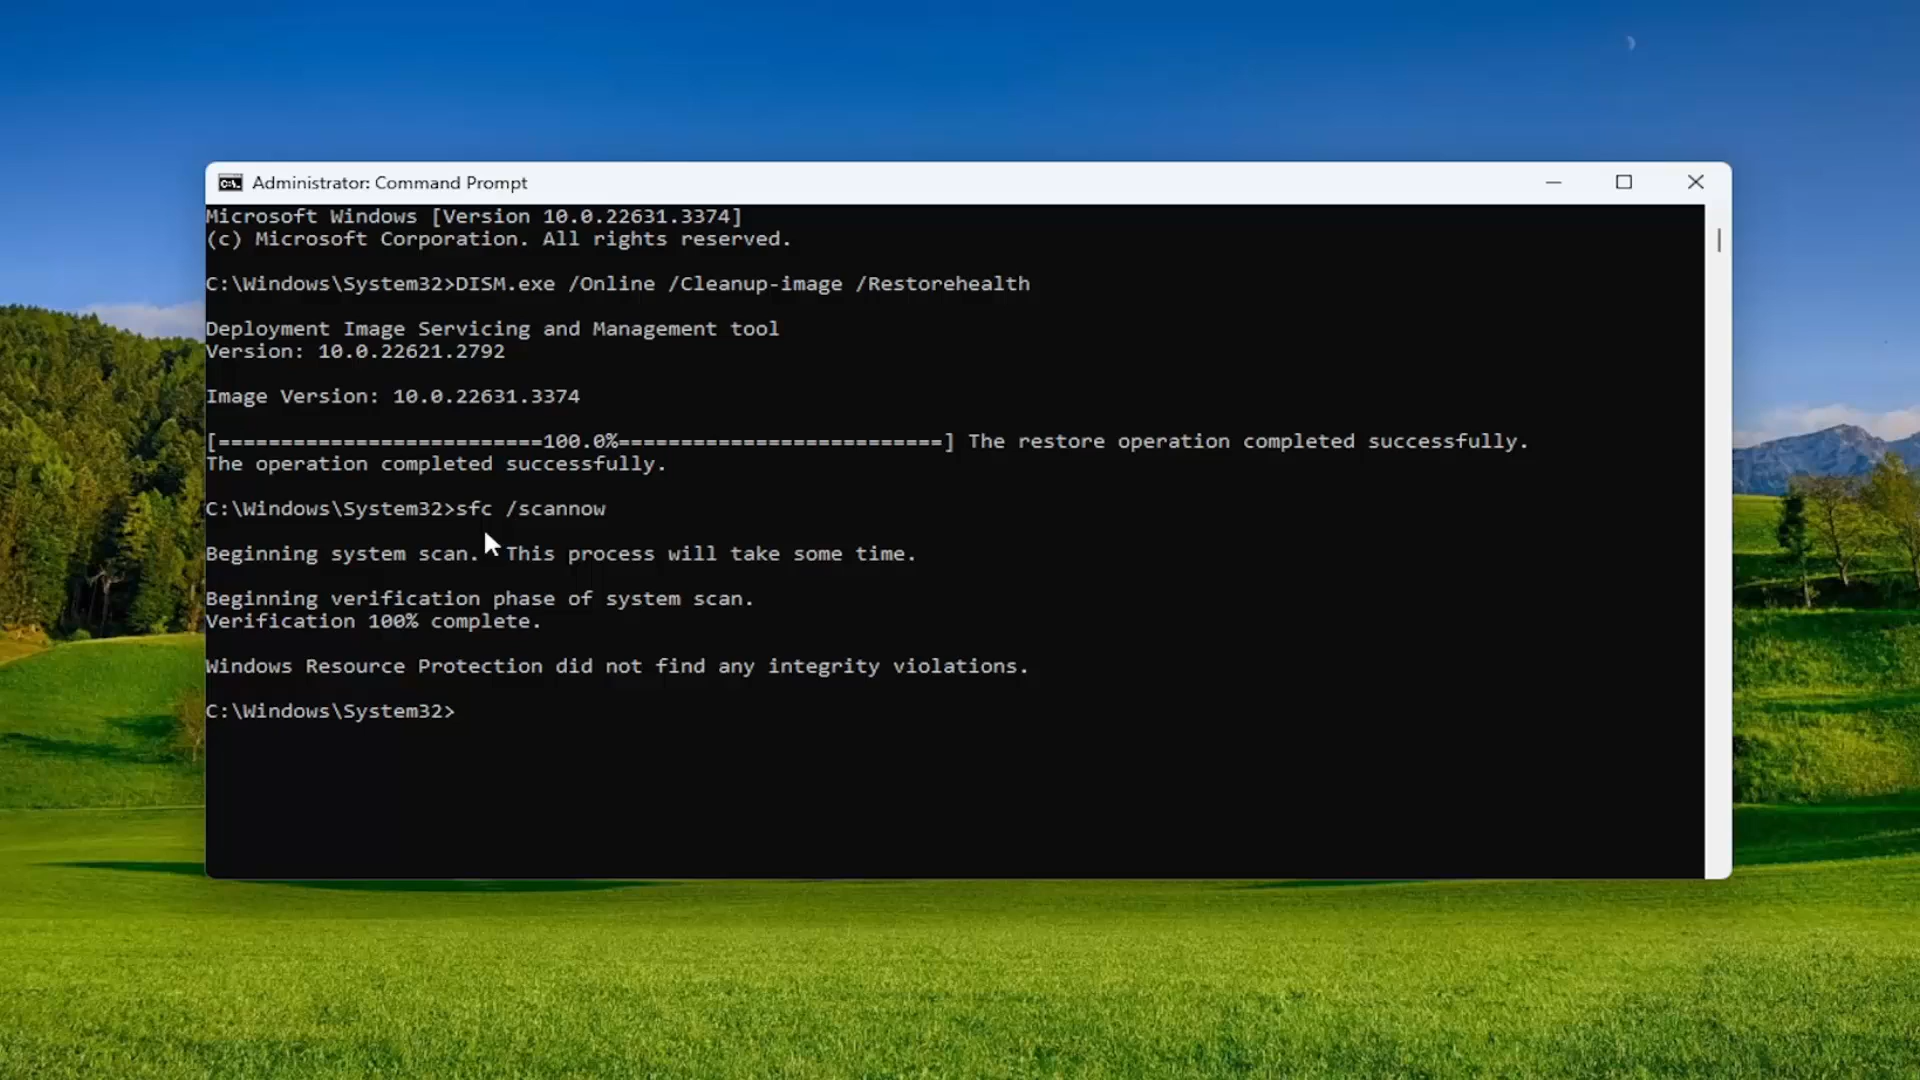 Administrator: Command Prompt
Microsoft Windows [Version 10.0.22631.3374]
(c) Microsoft Corporation. All rights reserved.
C:\Windows\System32>DISM.exe /Online /Cleanup-image /Restorehealth
Deployment Image Servicing and Management tool
Version: 10.0.22621.2792
Image Version: 10.0.22631.3374
[==========================100.0%==========================] The restore operation completed successfully.
The operation completed successfully.
C:\Windows\System32>sfc /scannow
Beginning system scan.  This process will take some time.
Beginning verification phase of system scan.
Verification 100% complete.
Windows Resource Protection did not find any integrity violations.
C:\Windows\System32>